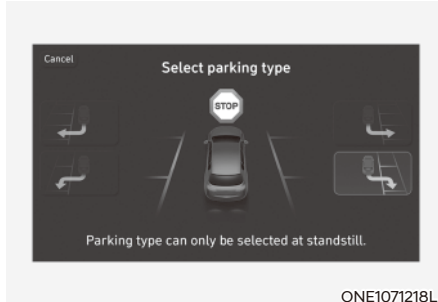 Cancel
Select parking type
STOP
Parking type can only be selected at standstill.
ONE1071218L